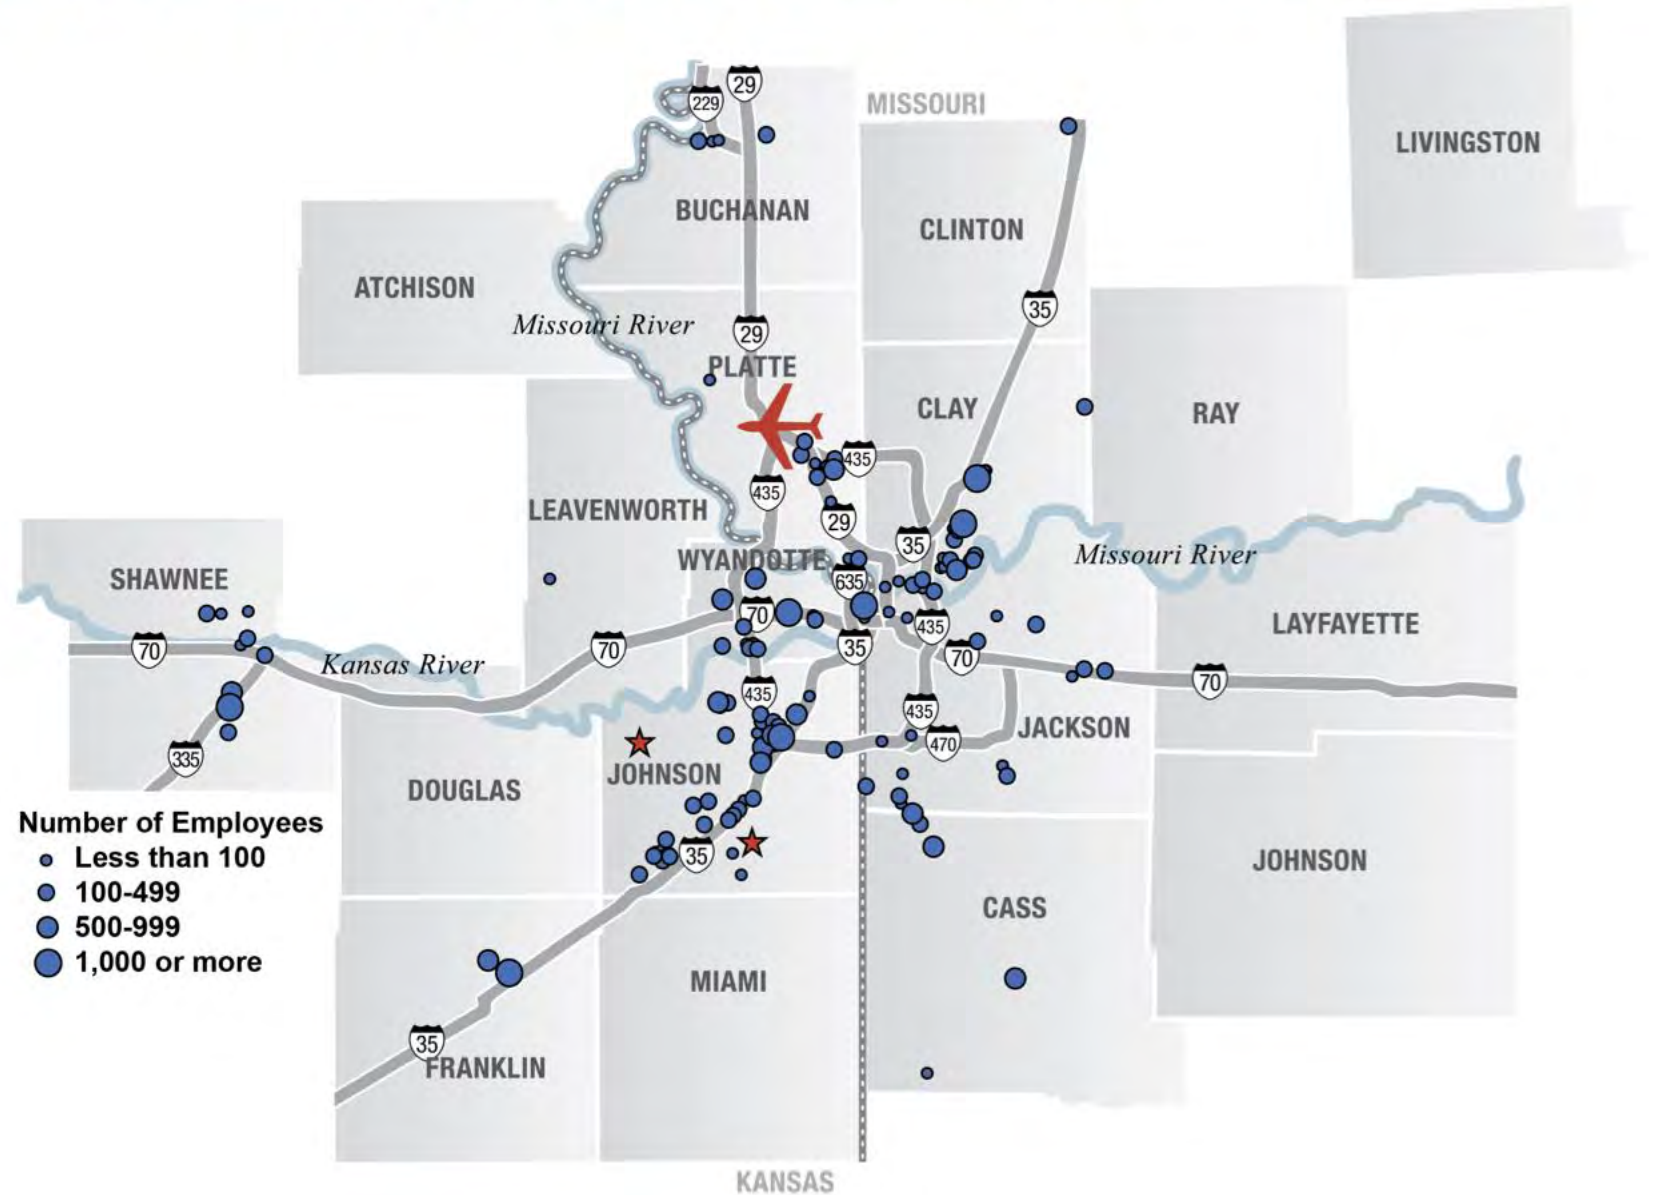 29
229
MISSOURI
LIVINGSTON
BUCHANAN
CLINTON
ATCHISON
35
Missouri River
29
PLATTE
CLAY
RAY
435
435
LEAVENWORTH
29
35
WYANDOTTE
Missouri River
SHAWNEE
635
70
435
LAYFAYETTE
70
70
35
70
Kansas River
70
435
435
JACKSON
335
470
JOHNSON
DOUGLAS
Number of Employees
Less than 100
100-499
500-999
1,000 or more
35
JOHNSON
CASS
MIAMI
35
FRANKLIN
KANSAS